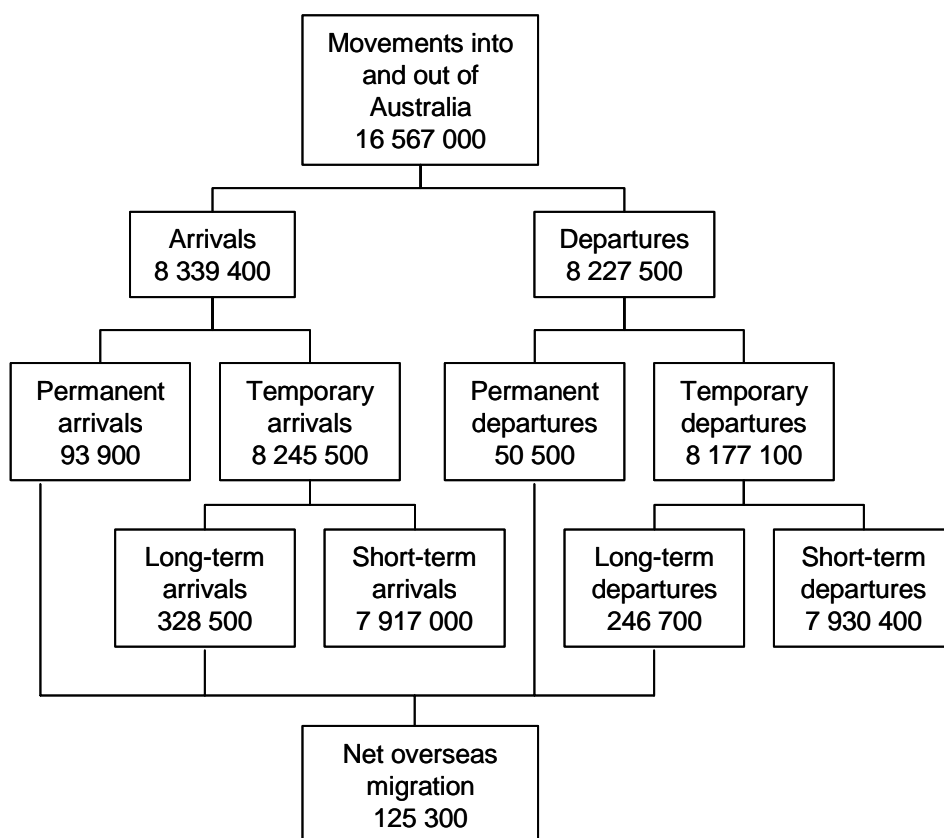 Movements into
and out of
Australia
16 567 000
Arrivals
8 339 400
Departures
8 227 500
Permanent
arrivals
93 900
Temporary
arrivals
8 245 500
Permanent
departures
50 500
Temporary
departures
8 177 100
Long-term
arrivals
328 500
Short-term
arrivals
7 917 000
Long-term
departures
246 700
Short-term
departures
7 930 400
Net overseas
migration
125 300